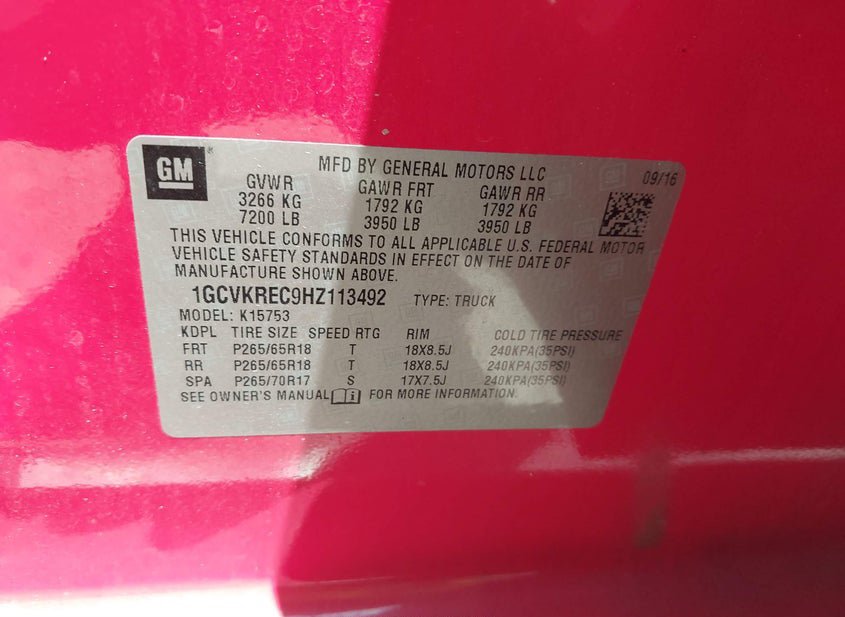 GM
MFD BY GENERAL MOTORS LLC
09/16
GVWR GAWR FRT GAWR RR
3266 KG 1792 KG 1792 KG
7200 LB 3950 LB 3950 LB
THIS VEHICLE CONFORMS TO ALL APPLICABLE U.S. FEDERAL MOTOR
VEHICLE SAFETY STANDARDS IN EFFECT ON THE DATE OF
MANUFACTURE SHOWN ABOVE.
1GCVKREC9HZ113492 TYPE: TRUCK
MODEL: K15753
KDPL TIRE SIZE SPEED RTG RIM COLD TIRE PRESSURE
FRT P265/65R18 T 18X8.5J 240KPA(35PSI)
RR P265/65R18 T 18X8.5J 240KPA(35PSI)
SPA P265/70R17 S 17X7.5J 240KPA(35PSI)
SEE OWNER'S MANUAL FOR MORE INFORMATION.